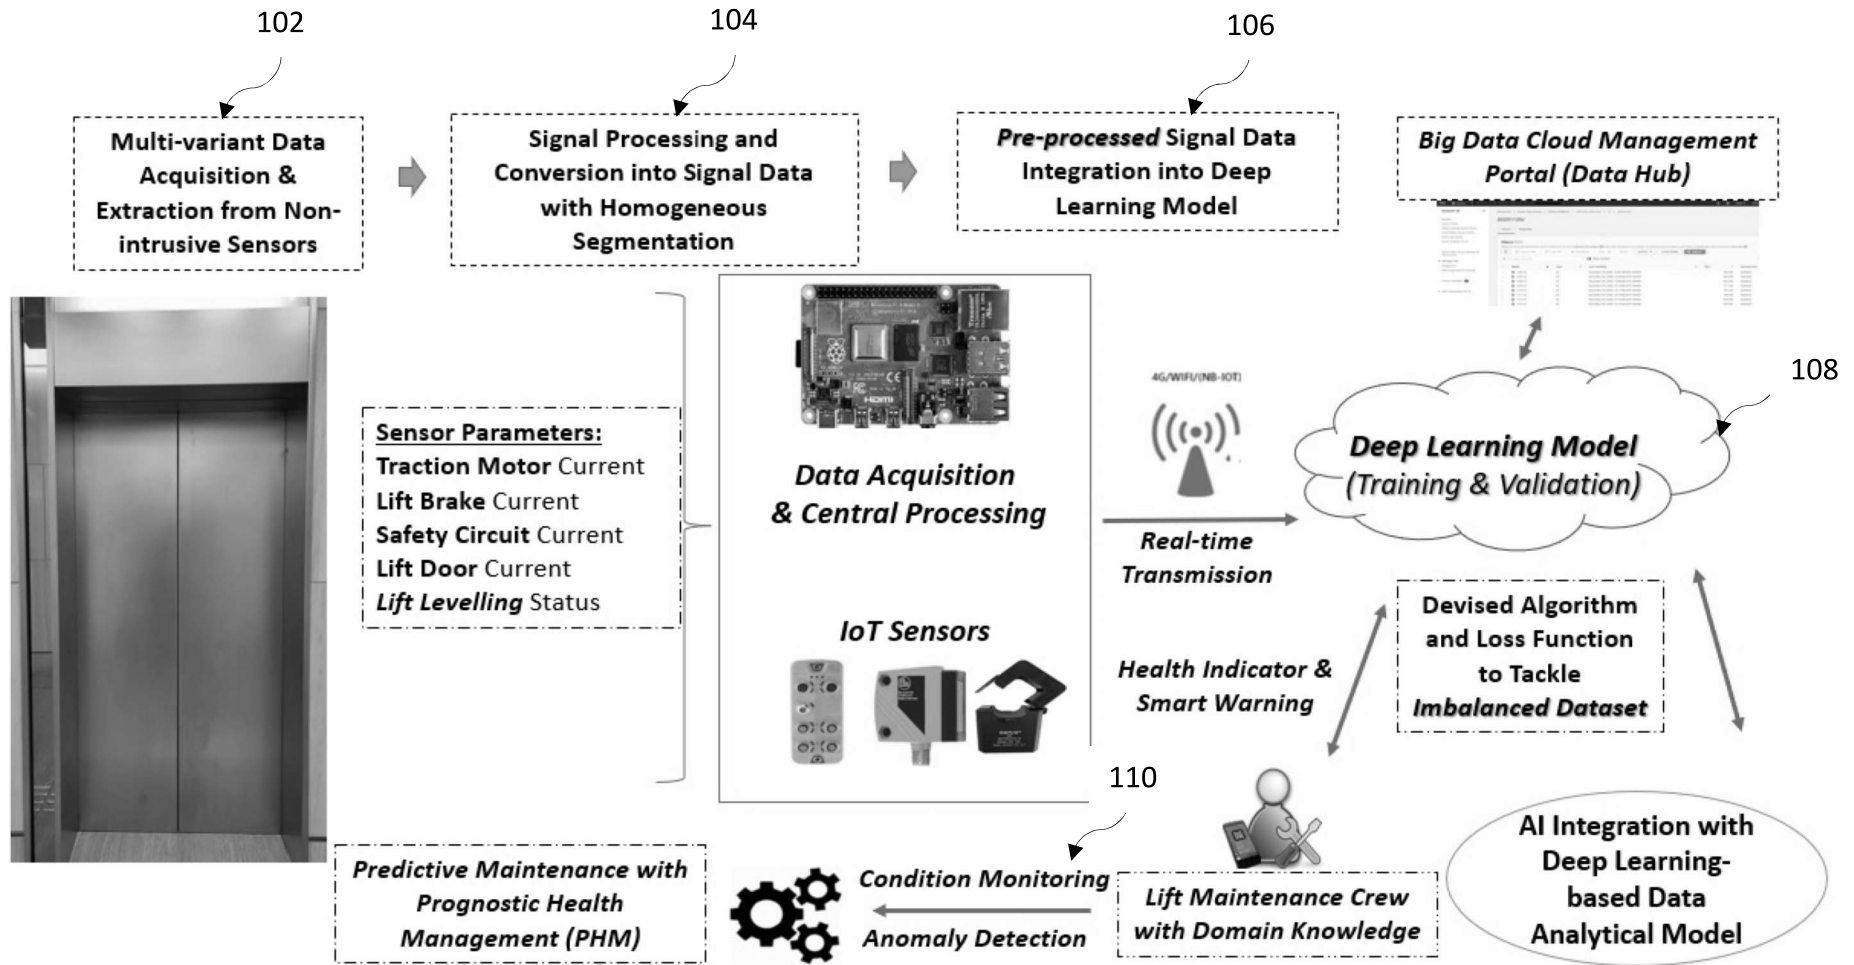 102
104
106
Multi-variant Data
Acquisition &
Extraction from Non-
intrusive Sensors
Signal Processing and
Conversion into Signal Data
with Homogeneous
Segmentation
Pre-processed Signal Data
Integration into Deep
Learning Model
Big Data Cloud Management
Portal (Data Hub)
108
Sensor Parameters:
Traction Motor Current
Lift Brake Current
Safety Circuit Current
Lift Door Current
Lift Levelling Status
HDMI
Data Acquisition
& Central Processing
IoT Sensors
4G/WIFI/(NB-IOT)
Real-time
Transmission
Deep Learning Model
(Training & Validation)
Health Indicator &
Smart Warning
Devised Algorithm
and Loss Function
to Tackle
Imbalanced Dataset
110
Predictive Maintenance with
Prognostic Health
Management (PHM)
Condition Monitoring
Anomaly Detection
Lift Maintenance Crew
with Domain Knowledge
AI Integration with
Deep Learning-
based Data
Analytical Model